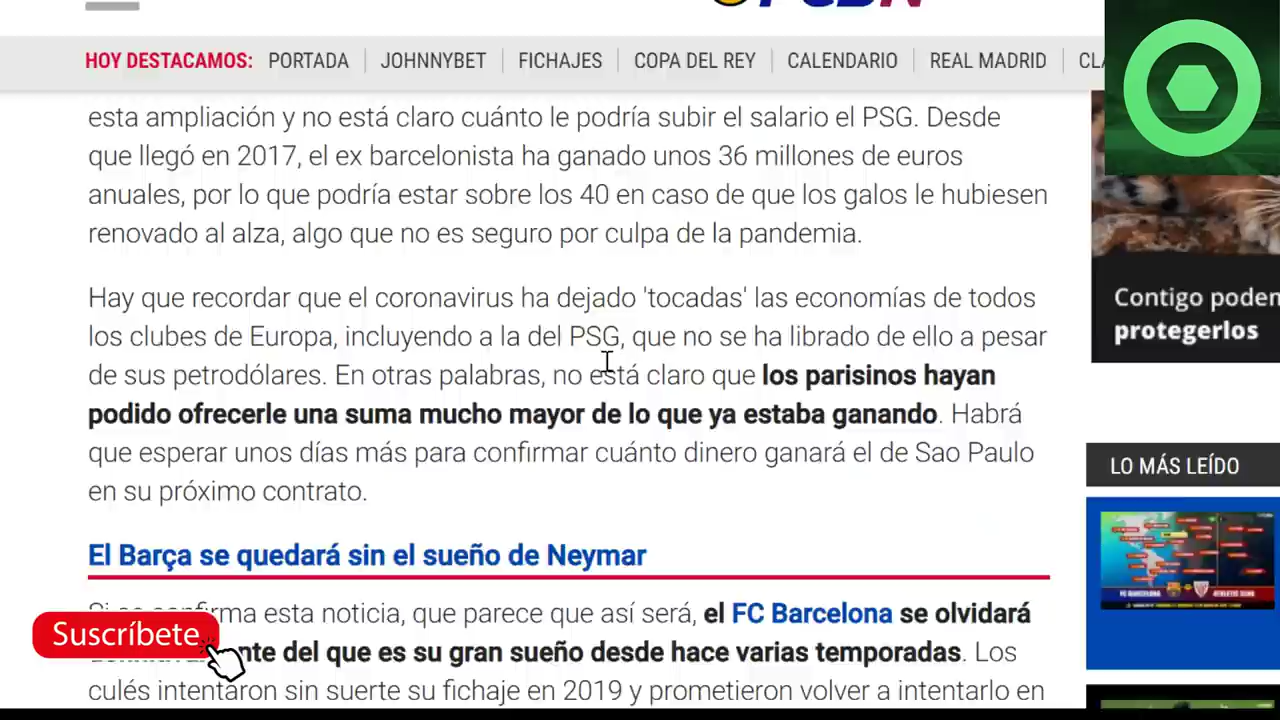 HOY DESTACAMOS: PORTADA JOHNNYBET FICHAJES COPA DEL REY CALENDARIO REAL MADRID
esta ampliación y no está claro cuánto le podría subir el salario el PSG. Desde
que llegó en 2017, el ex barcelonista ha ganado unos 36 millones de euros
anuales, por lo que podría estar sobre los 40 en caso de que los galos le hubiesen
renovado al alza, algo que no es seguro por culpa de la pandemia.
Hay que recordar que el coronavirus ha dejado 'tocadas' las economías de todos
los clubes de Europa, incluyendo a la del PSG, que no se ha librado de ello a pesar
de sus petrodólares. En otras palabras, no está claro que los parisinos hayan
podido ofrecerle una suma mucho mayor de lo que ya estaba ganando. Habrá
que esperar unos días más para confirmar cuánto dinero ganará el de Sao Paulo
en su próximo contrato.
El Barça se quedará sin el sueño de Neymar
esta noticia, que parece que así será, el FC Barcelona se olvidará
del que es su gran sueño desde hace varias temporadas. Los
culés intentaron sin suerte su fichaje en 2019 y prometieron volver a intentarlo en
Suscríbete
Contigo poden
protegerlos
LO MÁS LEÍDO